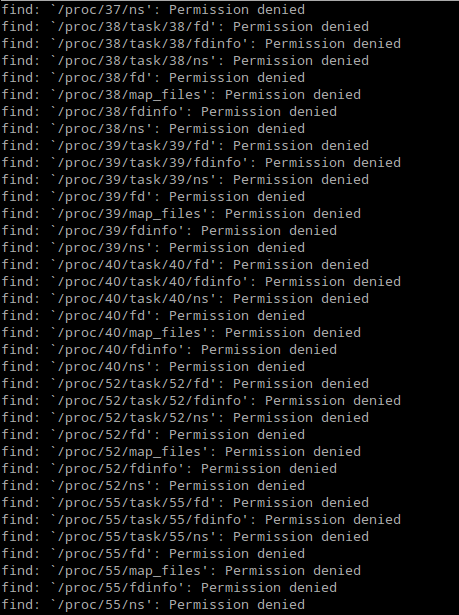 find: `/proc/37/ns': Permission denied
find: `/proc/38/task/38/fd': Permission denied
find: `/proc/38/task/38/fdinfo': Permission denied
find: `/proc/38/task/38/ns': Permission denied
find: `/proc/38/fd': Permission denied
find: `/proc/38/map_files': Permission denied
find: `/proc/38/fdinfo': Permission denied
find: `/proc/38/ns': Permission denied
find: `/proc/39/task/39/fd': Permission denied
find: `/proc/39/task/39/fdinfo': Permission denied
find: `/proc/39/task/39/ns': Permission denied
find: `/proc/39/fd': Permission denied
find: `/proc/39/map_files': Permission denied
find: `/proc/39/fdinfo': Permission denied
find: `/proc/39/ns': Permission denied
find: `/proc/40/task/40/fd': Permission denied
find: `/proc/40/task/40/fdinfo': Permission denied
find: `/proc/40/task/40/ns': Permission denied
find: `/proc/40/fd': Permission denied
find: `/proc/40/map_files': Permission denied
find: `/proc/40/fdinfo': Permission denied
find: `/proc/40/ns': Permission denied
find: `/proc/52/task/52/fd': Permission denied
find: `/proc/52/task/52/fdinfo': Permission denied
find: `/proc/52/task/52/ns': Permission denied
find: `/proc/52/fd': Permission denied
find: `/proc/52/map_files': Permission denied
find: `/proc/52/fdinfo': Permission denied
find: `/proc/52/ns': Permission denied
find: `/proc/55/task/55/fd': Permission denied
find: `/proc/55/task/55/fdinfo': Permission denied
find: `/proc/55/task/55/ns': Permission denied
find: `/proc/55/fd': Permission denied
find: `/proc/55/map_files': Permission denied
find: `/proc/55/fdinfo': Permission denied
find: `/proc/55/ns': Permission denied